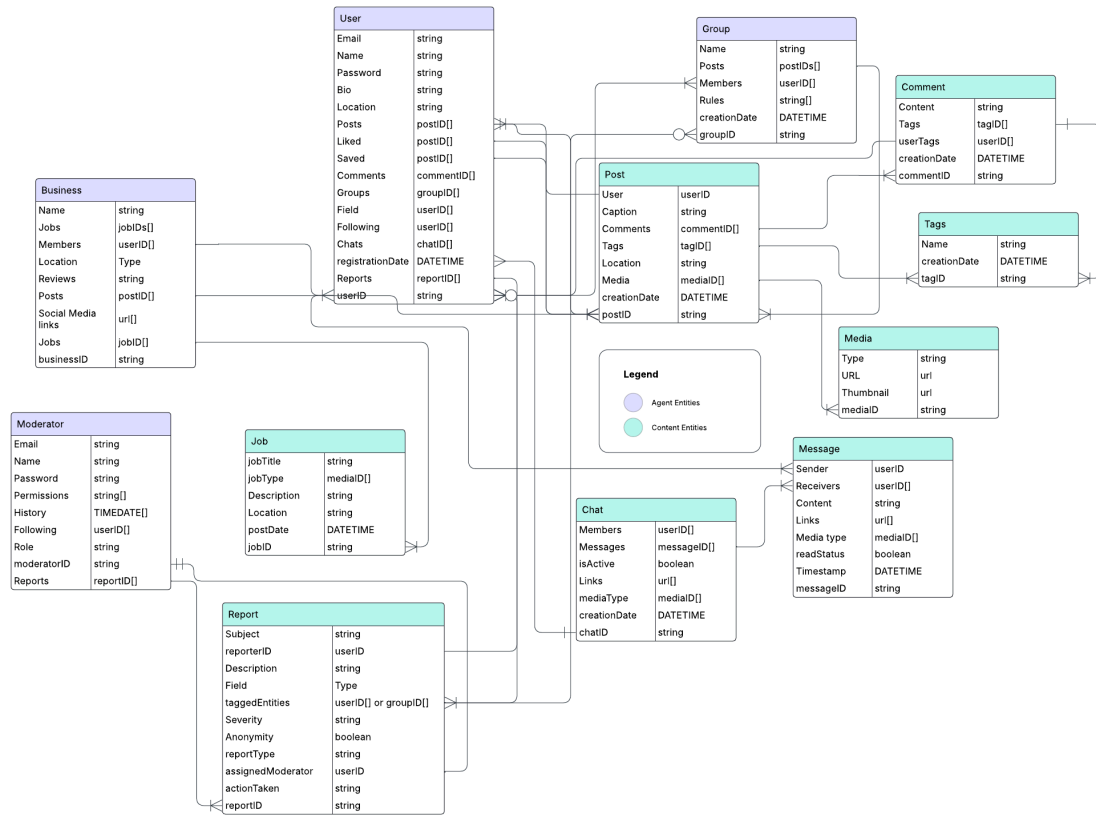 User
Email string
Name string
Password string
Bio string
Location string
Posts postID[]
Liked postID[]
Saved postID[]
Comments commentID[]
Groups groupID[]
Field userID[]
Following userID[]
Chats chatID[]
registrationDate DATETIME
Reports reportID[]
userID string
Group
Name string
Posts postIDs[]
Members userID[]
Rules string[]
creationDate DATETIME
groupID string
Comment
Content string
Tags tagID[]
userTags userID[]
creationDate DATETIME
commentID string
Business
Name string
Jobs jobIDs[]
Members userID[]
Location Type
Reviews string
Posts postID[]
Social Media
links url[]
Jobs jobID[]
businessID string
Post
User userID
Caption string
Comments commentID[]
Tags tagID[]
Location string
Media mediaID[]
creationDate DATETIME
postID string
Tags
Name string
creationDate DATETIME
tagID string
Media
Type string
URL url
Thumbnail url
mediaID string
Legend
Agent Entities
Content Entities
Moderator
Email string
Name string
Password string
Permissions string[]
History TIMEDATE[]
Following userID[]
Role string
moderatorID string
Reports reportID[]
Job
jobTitle string
jobType mediaID[]
Description string
Location string
postDate DATETIME
jobID string
Message
Sender userID
Receivers userID[]
Content string
Links url[]
Media type mediaID[]
readStatus boolean
Timestamp DATETIME
messageID string
Chat
Members userID[]
Messages messageID[]
isActive boolean
Links url[]
mediaType mediaID[]
creationDate DATETIME
chatID string
Report
Subject string
reporterID userID
Description string
Field Type
taggedEntities userID[] or groupID[]
Severity string
Anonymity boolean
reportType string
assignedModerator userID
actionTaken string
reportID string